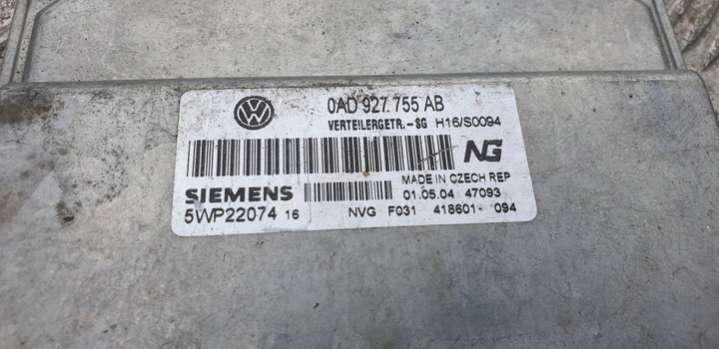 VW
0AD 927 755 AB
VERTEILERGETR.-SG H16/S0094
NG
MADE IN CZECH REP
SIEMENS
01.05.04 47093
5WP22074 16
NVG F031 418601- 094